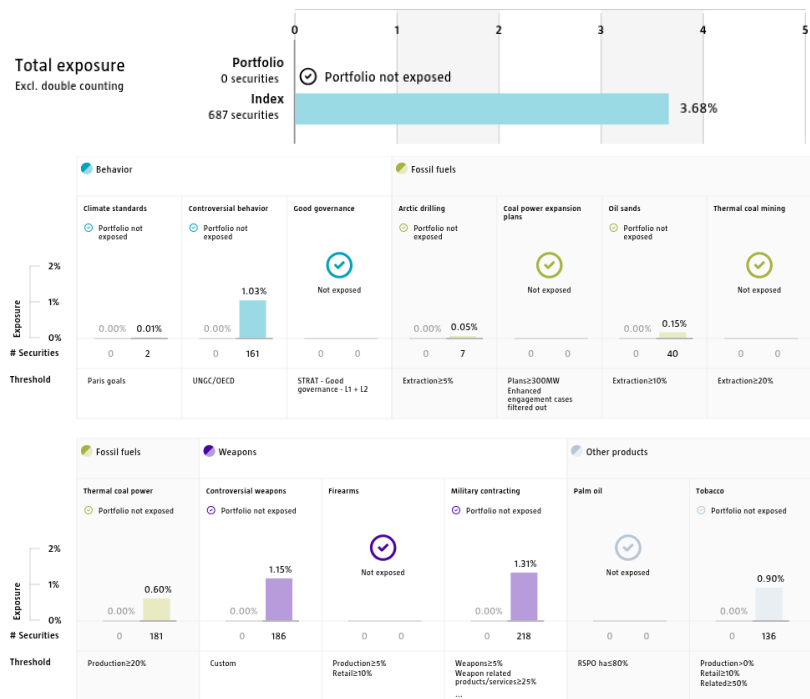 0 1 2 3 4 5
Total exposure
Excl. double counting
Portfolio
0 securities
Portfolio not exposed
Index
687 securities
3.68%
Behavior
Fossil fuels
Climate standards
Controversial behavior
Good governance
Arctic drilling
Coal power expansion
plans
Oil sands
Thermal coal mining
Portfolio not
exposed
Portfolio not
exposed
Not exposed
Portfolio not
exposed
Not exposed
Portfolio not
exposed
Not exposed
Exposure
2%
1%
0%
0.00% 0.01%
0.00% 1.03%
0.00% 0.05%
0.00% 0.15%
# Securities 0 2 0 161 0 0 0 7 0 0 0 40 0 0
Threshold
Paris goals
UNGC/OECD
STRAT - Good
governance - L1 + L2
Extraction≥5%
Plans≥300MW
Enhanced
engagement cases
filtered out
Extraction≥10%
Extraction≥20%
Fossil fuels
Weapons
Other products
Thermal coal power
Controversial weapons
Firearms
Military contracting
Palm oil
Tobacco
Portfolio not exposed
Portfolio not exposed
Not exposed
Portfolio not exposed
Not exposed
Portfolio not exposed
Exposure
2%
1%
0%
0.00% 0.60%
0.00% 1.15%
0.00% 1.31%
0.00% 0.90%
# Securities 0 181 0 186 0 0 0 218 0 0 0 136
Threshold
Production≥20%
Custom
Production≥5%
Retail≥10%
Weapons≥5%
Weapon related
products/services≥25%
...
RSPO ha≤80%
Production>0%
Retail≥10%
Related≥50%